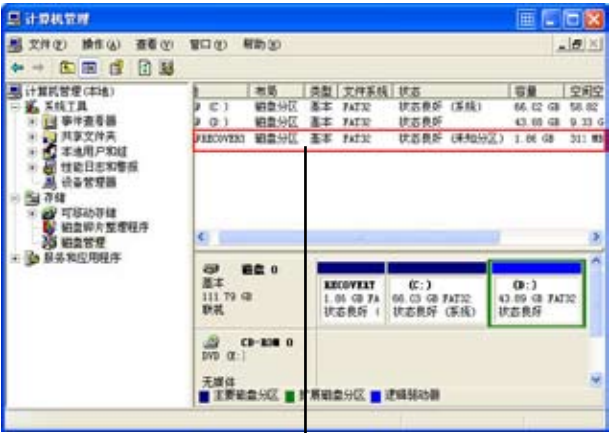 计算机管理
文件(F) 操作(A) 查看(V) 窗口(O) 帮助(H)
计算机管理(本地)
系统工具
事件查看器
共享文件夹
本地用户和组
性能日志和警报
设备管理器
存储
可移动存储
磁盘碎片整理程序
磁盘管理
服务和应用程序
布局 类型 文件系统 状态 容量 空闲空
(C:) 磁盘分区 基本 FAT32 状态良好 (系统) 66.02 GB 58.82
(D:) 磁盘分区 基本 FAT32 状态良好 43.88 GB 9.33 G
RECOVERY 磁盘分区 基本 FAT32 状态良好 (未知分区) 1.86 GB 311 MB
磁盘 0
基本
111.79 GB
联机
RECOVERY
1.86 GB FA
状态良好 (
(C:)
66.03 GB FAT32
状态良好 (系统)
(D:)
43.89 GB FAT32
状态良好
CD-ROM 0
DVD (E:)
无媒体
主要磁盘分区 扩展磁盘分区 逻辑驱动器